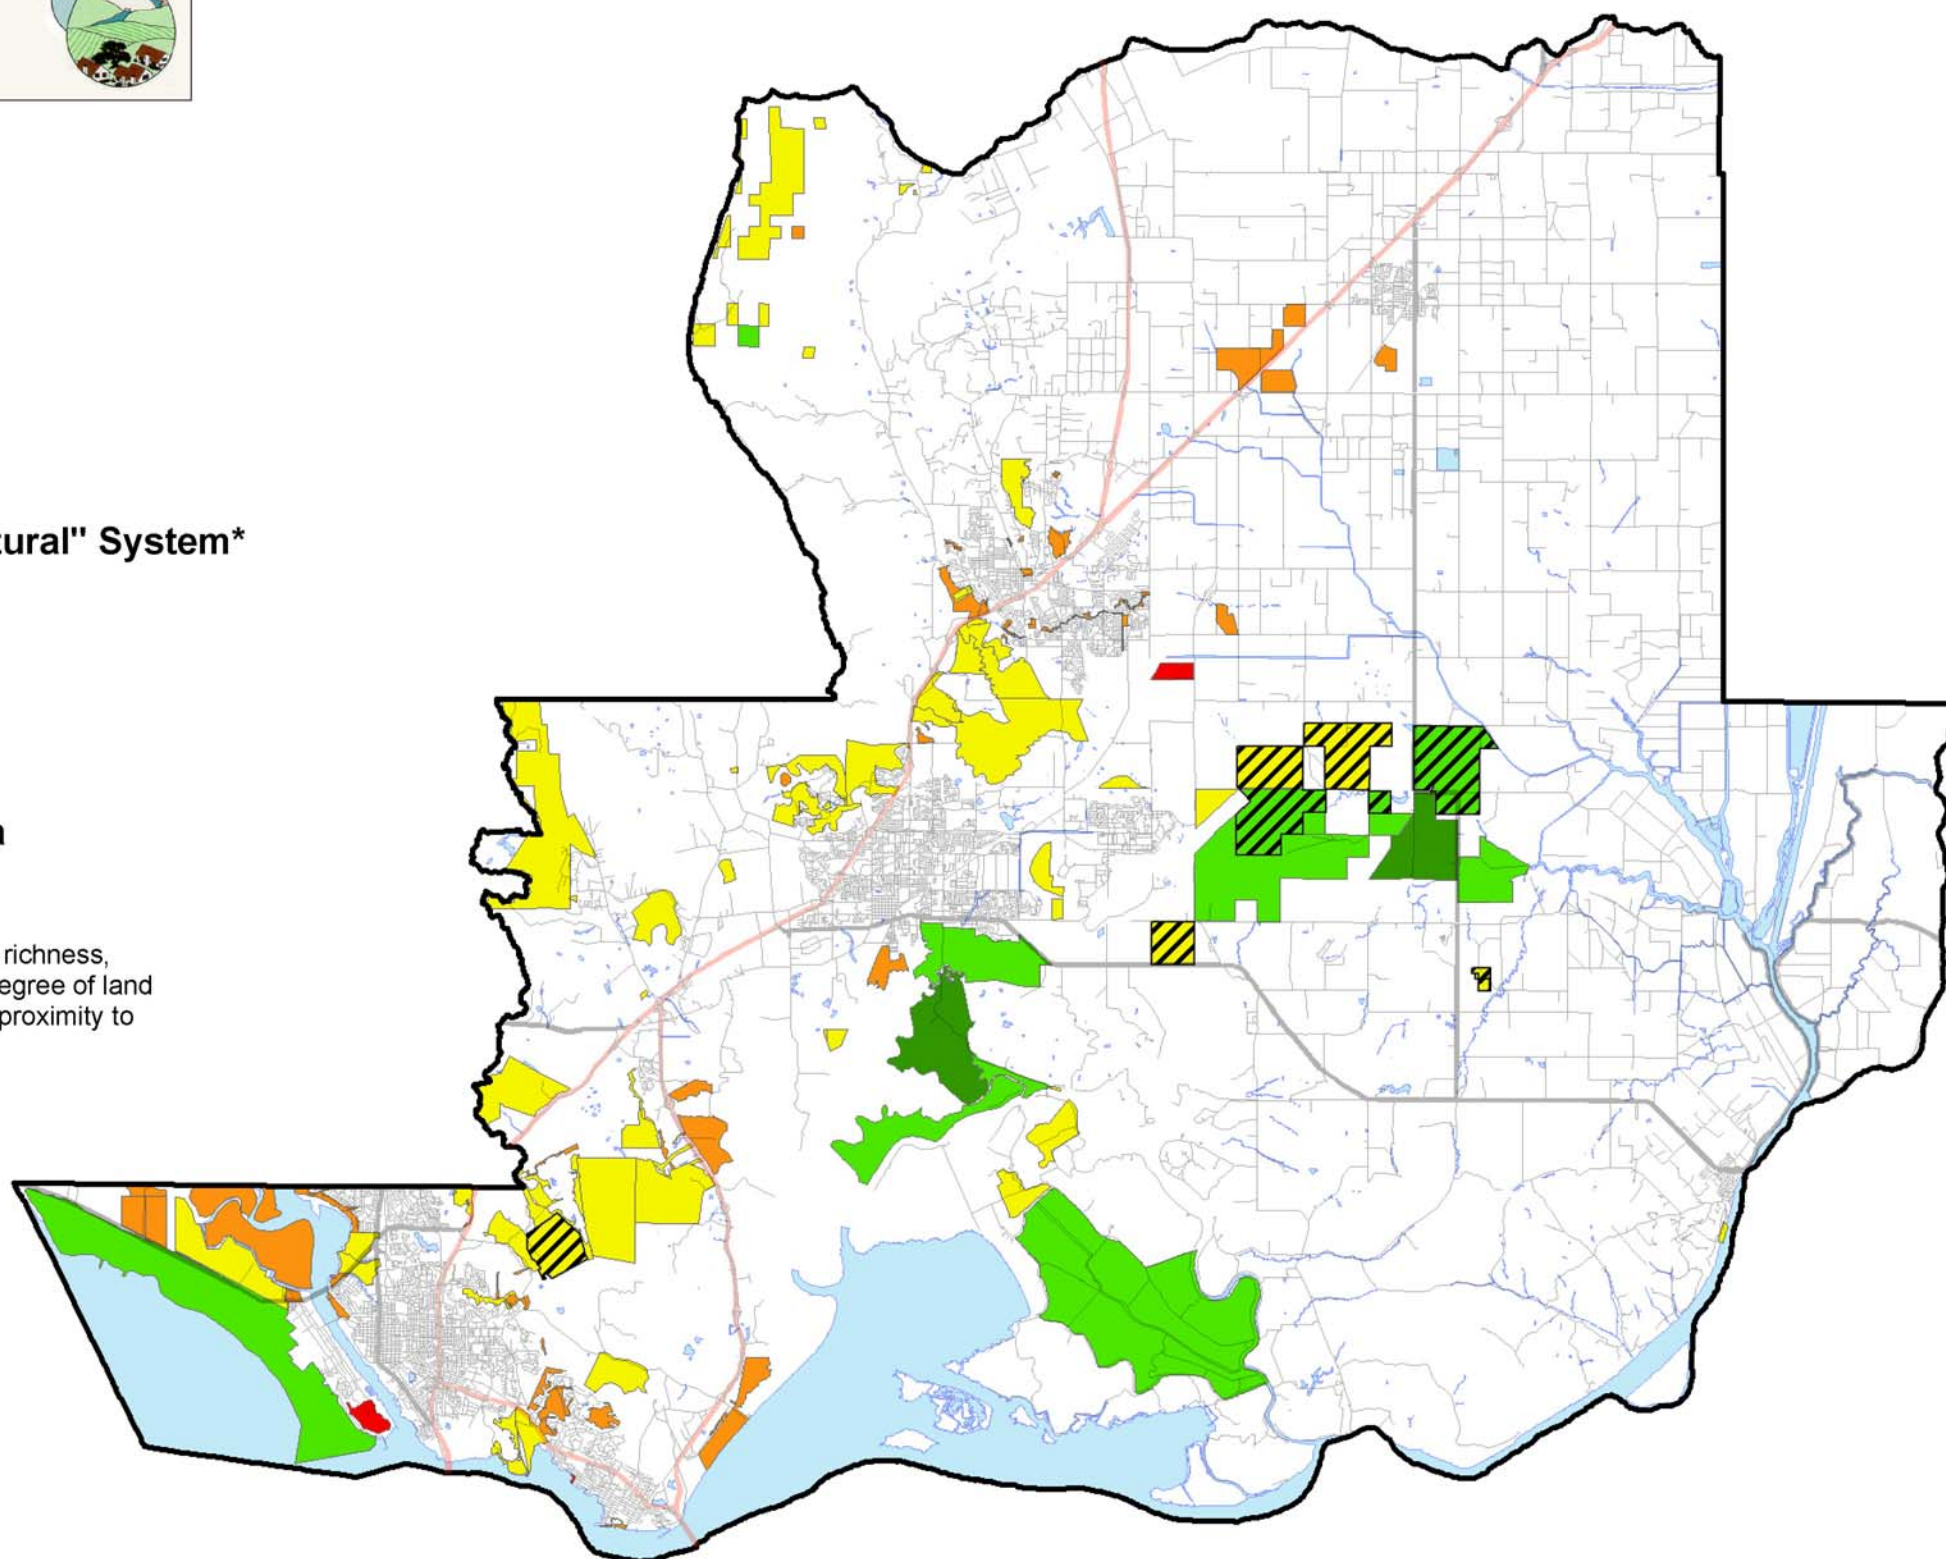 tural" System*
a
richness,
egree of land
proximity to